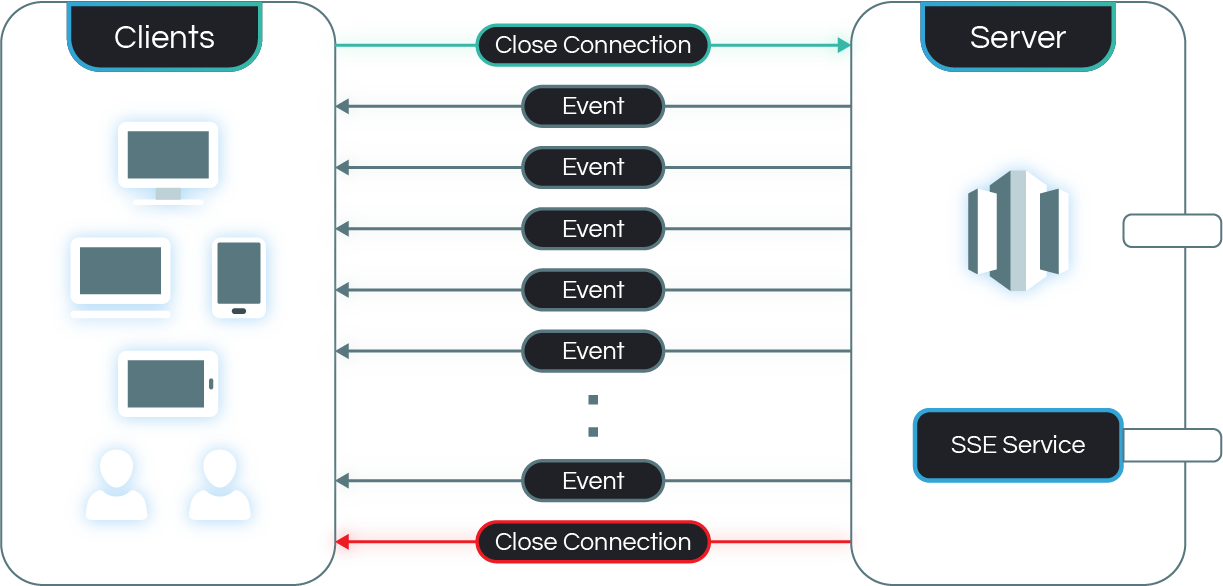 Clients
Close Connection
Server
Event
Event
Event
Event
Event
SSE Service
Event
Close Connection